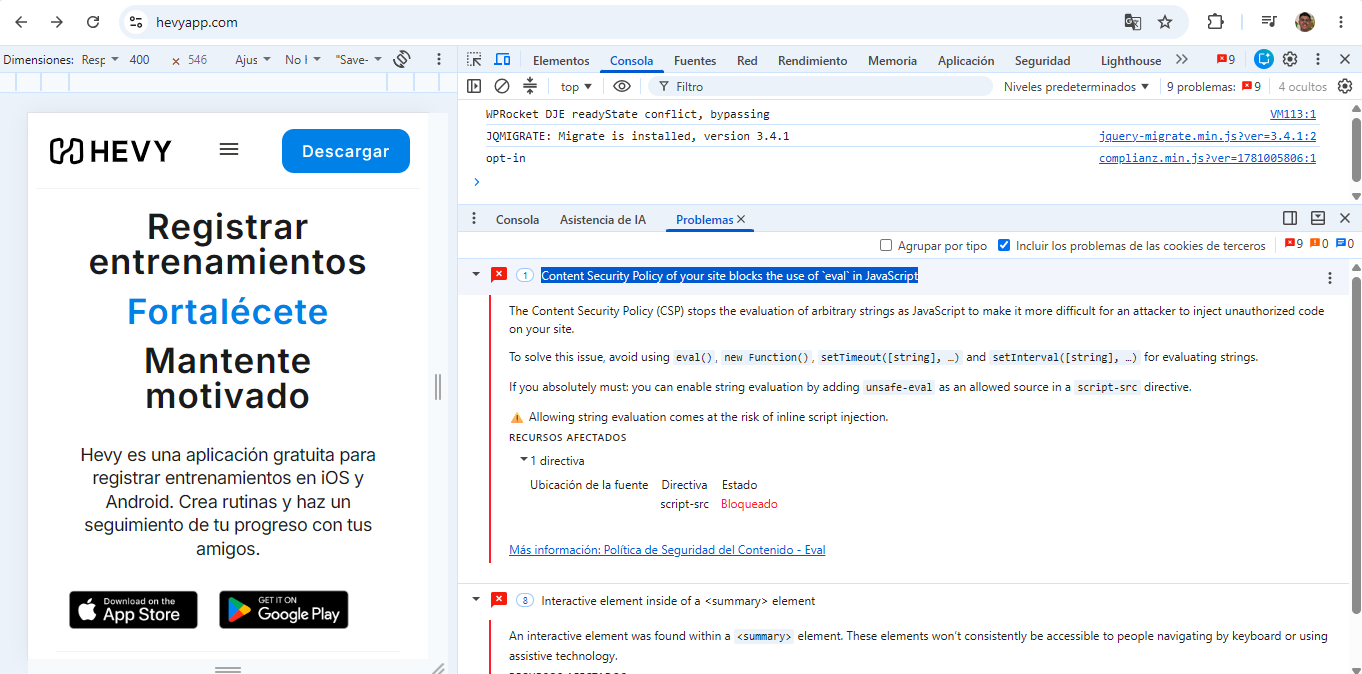 hevyapp.com
Dimensiones: Resp 400 × 546 Ajus No l "Save-
Elementos Consola Fuentes Red Rendimiento Memoria Aplicación Seguridad Lighthouse 9
top Filtro Niveles predeterminados 9 problemas: 9 4 ocultos
WPRocket DJE readyState conflict, bypassing VM113:1
JQMIGRATE: Migrate is installed, version 3.4.1 jquery-migrate.min.js?ver=3.4.1:2
opt-in complianz.min.js?ver=1781005806:1
HEVY
Descargar
Registrar
entrenamientos
Fortalécete
Mantente
motivado
Hevy es una aplicación gratuita para
registrar entrenamientos en iOS y
Android. Crea rutinas y haz un
seguimiento de tu progreso con tus
amigos.
Download on the
App Store
GET IT ON
Google Play
Consola Asistencia de IA Problemas
Agrupar por tipo Incluir los problemas de las cookies de terceros 9 0 0
1 Content Security Policy of your site blocks the use of `eval` in JavaScript
The Content Security Policy (CSP) stops the evaluation of arbitrary strings as JavaScript to make it more difficult for an attacker to inject unauthorized code
on your site.
To solve this issue, avoid using eval(), new Function(), setTimeout([string], …) and setInterval([string], …) for evaluating strings.
If you absolutely must: you can enable string evaluation by adding unsafe-eval as an allowed source in a script-src directive.
Allowing string evaluation comes at the risk of inline script injection.
RECURSOS AFECTADOS
1 directiva
Ubicación de la fuente Directiva Estado
script-src Bloqueado
Más información: Política de Seguridad del Contenido - Eval
8 Interactive element inside of a <summary> element
An interactive element was found within a <summary> element. These elements won't consistently be accessible to people navigating by keyboard or using
assistive technology.
RECURSOS AFECTADOS